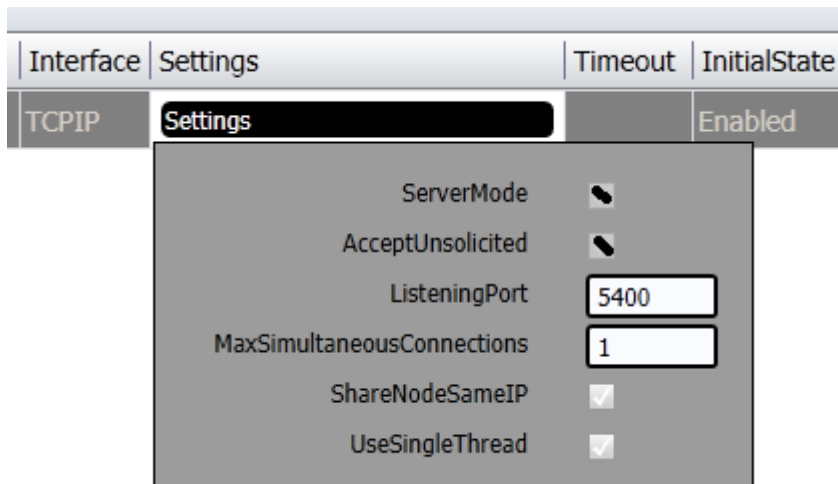 Interface Settings Timeout InitialState
TCPIP Settings Enabled
ServerMode
AcceptUnsolicited
ListeningPort 5400
MaxSimultaneousConnections 1
ShareNodeSameIP
UseSingleThread